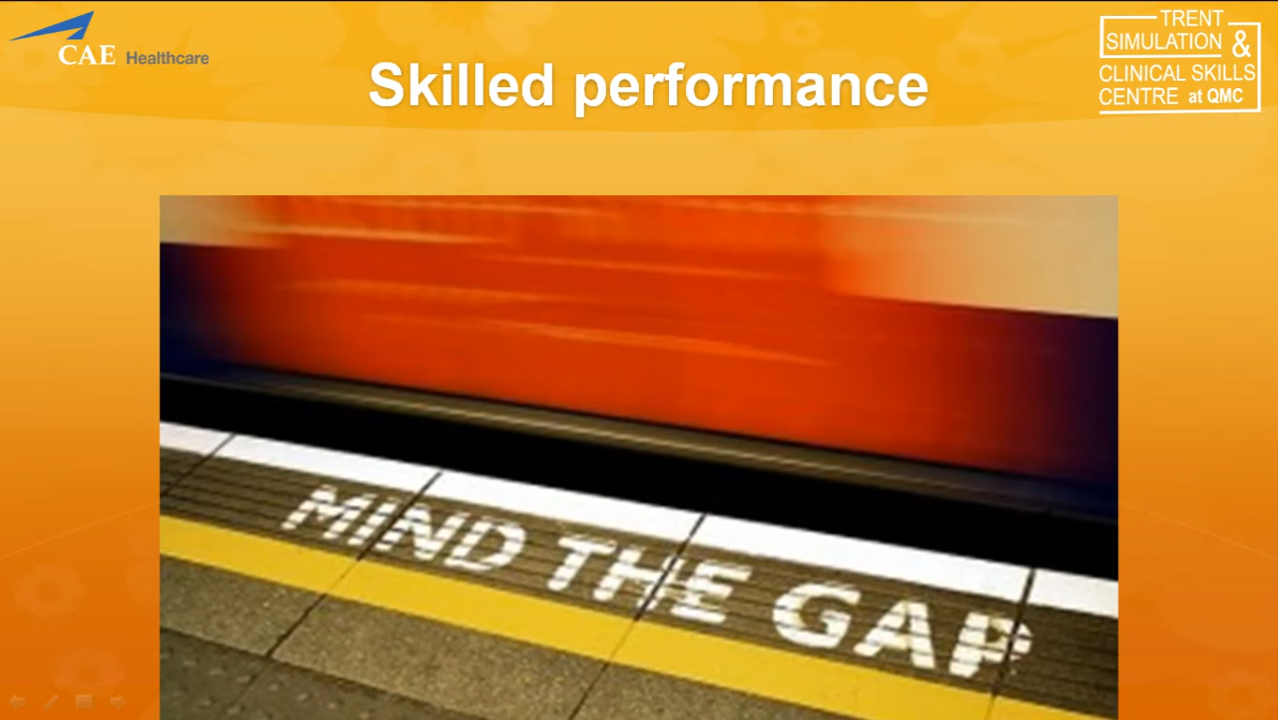 CAE Healthcare
Skilled performance
TRENT
SIMULATION &
CLINICAL SKILLS
CENTRE at QMC
MIND THE GAP